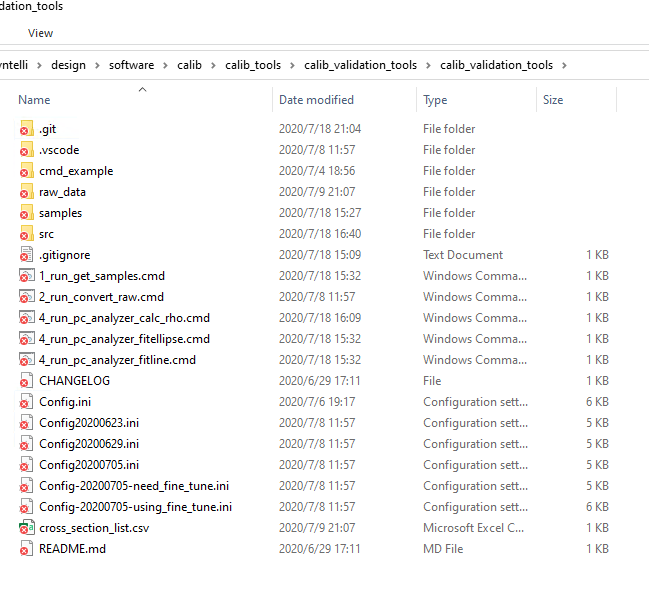 dation_tools
View
ntelli > design > software > calib > calib_tools > calib_validation_tools > calib_validation_tools >
Name Date modified Type Size
.git 2020/7/18 21:04 File folder
.vscode 2020/7/8 11:57 File folder
cmd_example 2020/7/4 18:56 File folder
raw_data 2020/7/9 21:07 File folder
samples 2020/7/18 15:27 File folder
src 2020/7/18 16:40 File folder
.gitignore 2020/7/18 15:09 Text Document 1 KB
1_run_get_samples.cmd 2020/7/18 15:32 Windows Comma... 1 KB
2_run_convert_raw.cmd 2020/7/8 11:57 Windows Comma... 1 KB
4_run_pc_analyzer_calc_rho.cmd 2020/7/18 16:09 Windows Comma... 1 KB
4_run_pc_analyzer_fitellipse.cmd 2020/7/18 15:32 Windows Comma... 1 KB
4_run_pc_analyzer_fitline.cmd 2020/7/18 15:32 Windows Comma... 1 KB
CHANGELOG 2020/6/29 17:11 File 1 KB
Config.ini 2020/7/6 19:17 Configuration sett... 6 KB
Config20200623.ini 2020/7/8 11:57 Configuration sett... 5 KB
Config20200629.ini 2020/7/8 11:57 Configuration sett... 5 KB
Config20200705.ini 2020/7/8 11:57 Configuration sett... 5 KB
Config-20200705-need_fine_tune.ini 2020/7/8 11:57 Configuration sett... 5 KB
Config-20200705-using_fine_tune.ini 2020/7/8 11:57 Configuration sett... 6 KB
cross_section_list.csv 2020/7/9 21:07 Microsoft Excel C... 1 KB
README.md 2020/6/29 17:11 MD File 1 KB